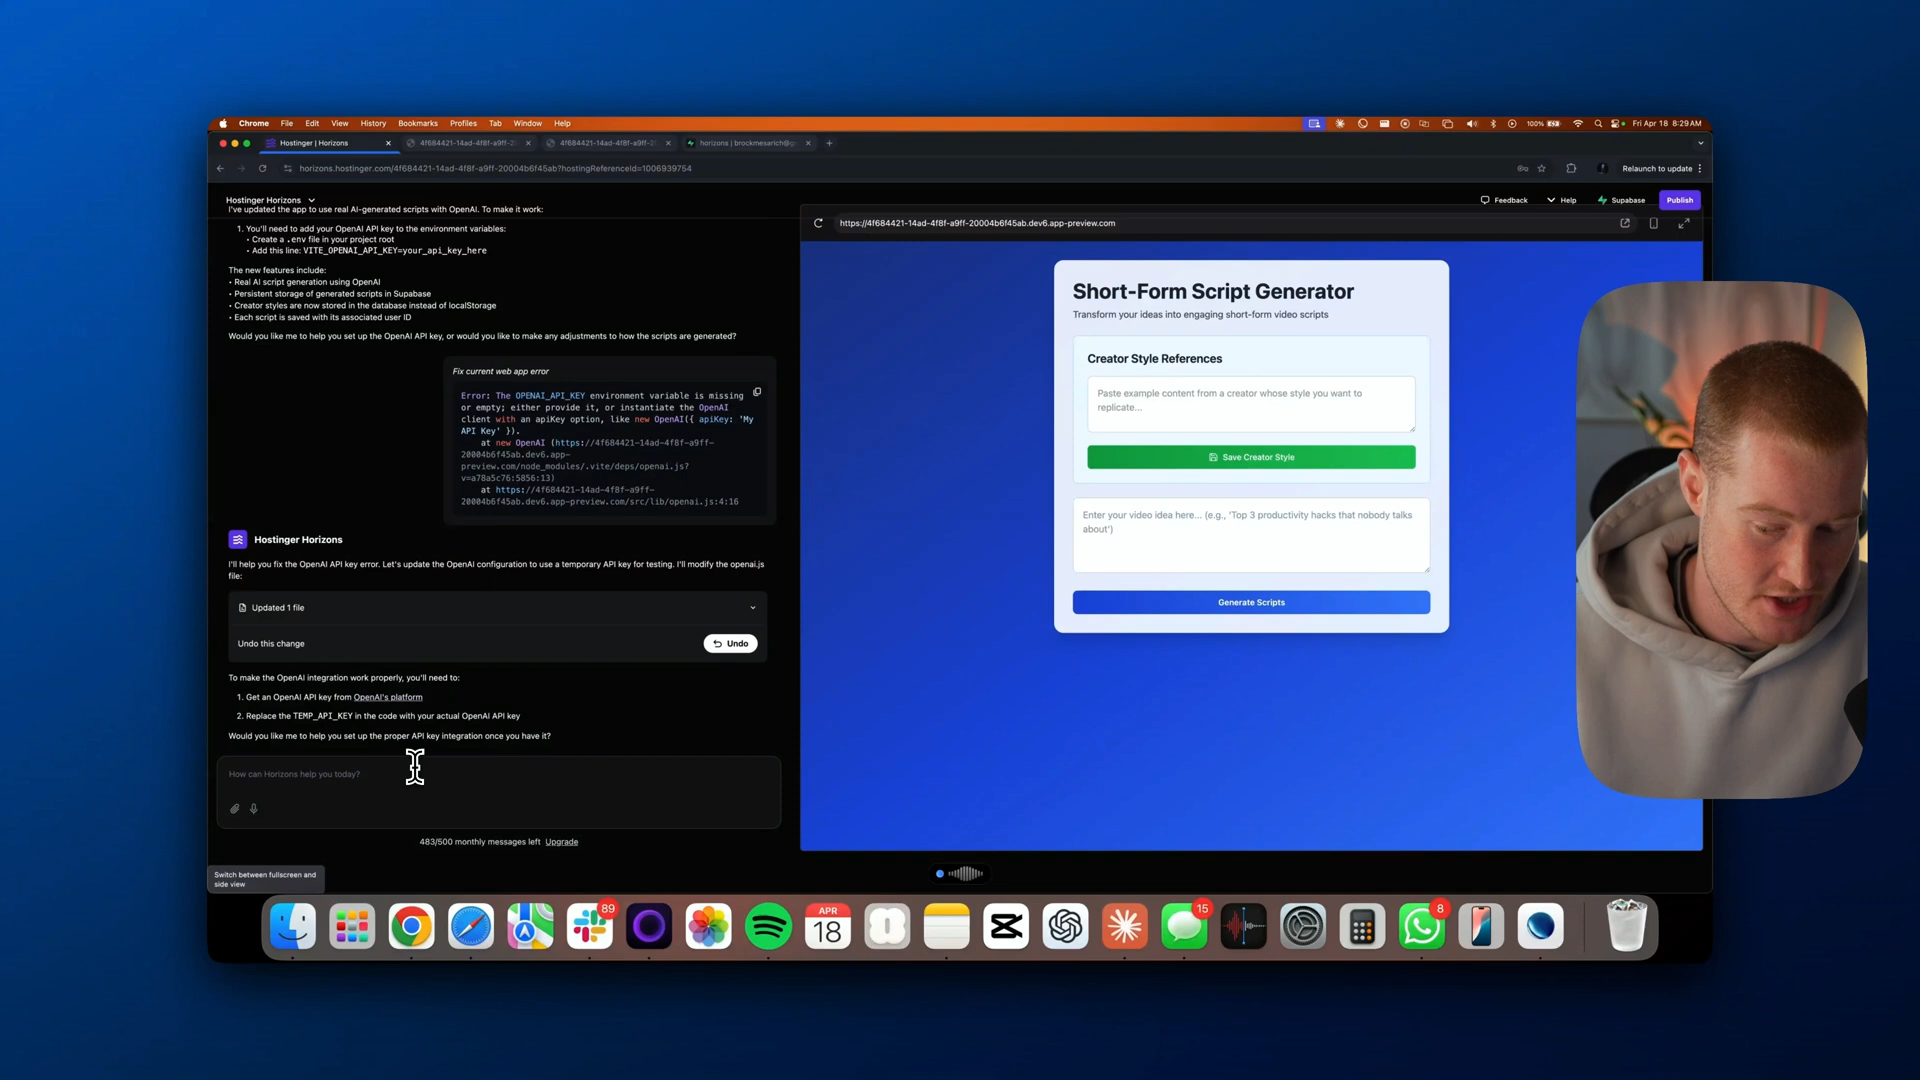 Chrome File Edit View History Bookmarks Profiles Tab Window Help
100% Fri Apr 18 8:29 AM
Hostinger | Horizons
4f684421-14ad-4f8f-a9ff-2
4f684421-14ad-4f8f-a9ff-2
horizons | brockmesarich@g
horizons.hostinger.com/4f684421-14ad-4f8f-a9ff-20004b6f45ab?hostingReferenceId=1006939754
Relaunch to update
Hostinger Horizons
Feedback Help Supabase Publish
I've updated the app to use real AI-generated scripts with OpenAI. To make it work:
1. You'll need to add your OpenAI API key to the environment variables:
• Create a .env file in your project root
• Add this line: VITE_OPENAI_API_KEY=your_api_key_here
The new features include:
• Real AI script generation using OpenAI
• Persistent storage of generated scripts in Supabase
• Creator styles are now stored in the database instead of localStorage
• Each script is saved with its associated user ID
Would you like me to help you set up the OpenAI API key, or would you like to make any adjustments to how the scripts are generated?
Fix current web app error
Error: The OPENAI_API_KEY environment variable is missing
or empty; either provide it, or instantiate the OpenAI
client with an apiKey option, like new OpenAI({ apiKey: 'My
API Key' }).
at new OpenAI (https://4f684421-14ad-4f8f-a9ff-
20004b6f45ab.dev6.app-
preview.com/node_modules/.vite/deps/openai.js?
v=a78a5c76:5856:13)
at https://4f684421-14ad-4f8f-a9ff-
20004b6f45ab.dev6.app-preview.com/src/lib/openai.js:4:16
Hostinger Horizons
I'll help you fix the OpenAI API key error. Let's update the OpenAI configuration to use a temporary API key for testing. I'll modify the openai.js
file:
Updated 1 file
Undo this change
Undo
To make the OpenAI integration work properly, you'll need to:
1. Get an OpenAI API key from OpenAI's platform
2. Replace the TEMP_API_KEY in the code with your actual OpenAI API key
Would you like me to help you set up the proper API key integration once you have it?
How can Horizons help you today?
483/500 monthly messages left Upgrade
Switch between fullscreen and
side view
https://4f684421-14ad-4f8f-a9ff-20004b6f45ab.dev6.app-preview.com
Short-Form Script Generator
Transform your ideas into engaging short-form video scripts
Creator Style References
Paste example content from a creator whose style you want to
replicate...
Save Creator Style
Enter your video idea here... (e.g., 'Top 3 productivity hacks that nobody talks
about')
Generate Scripts
89
APR
18
15
8